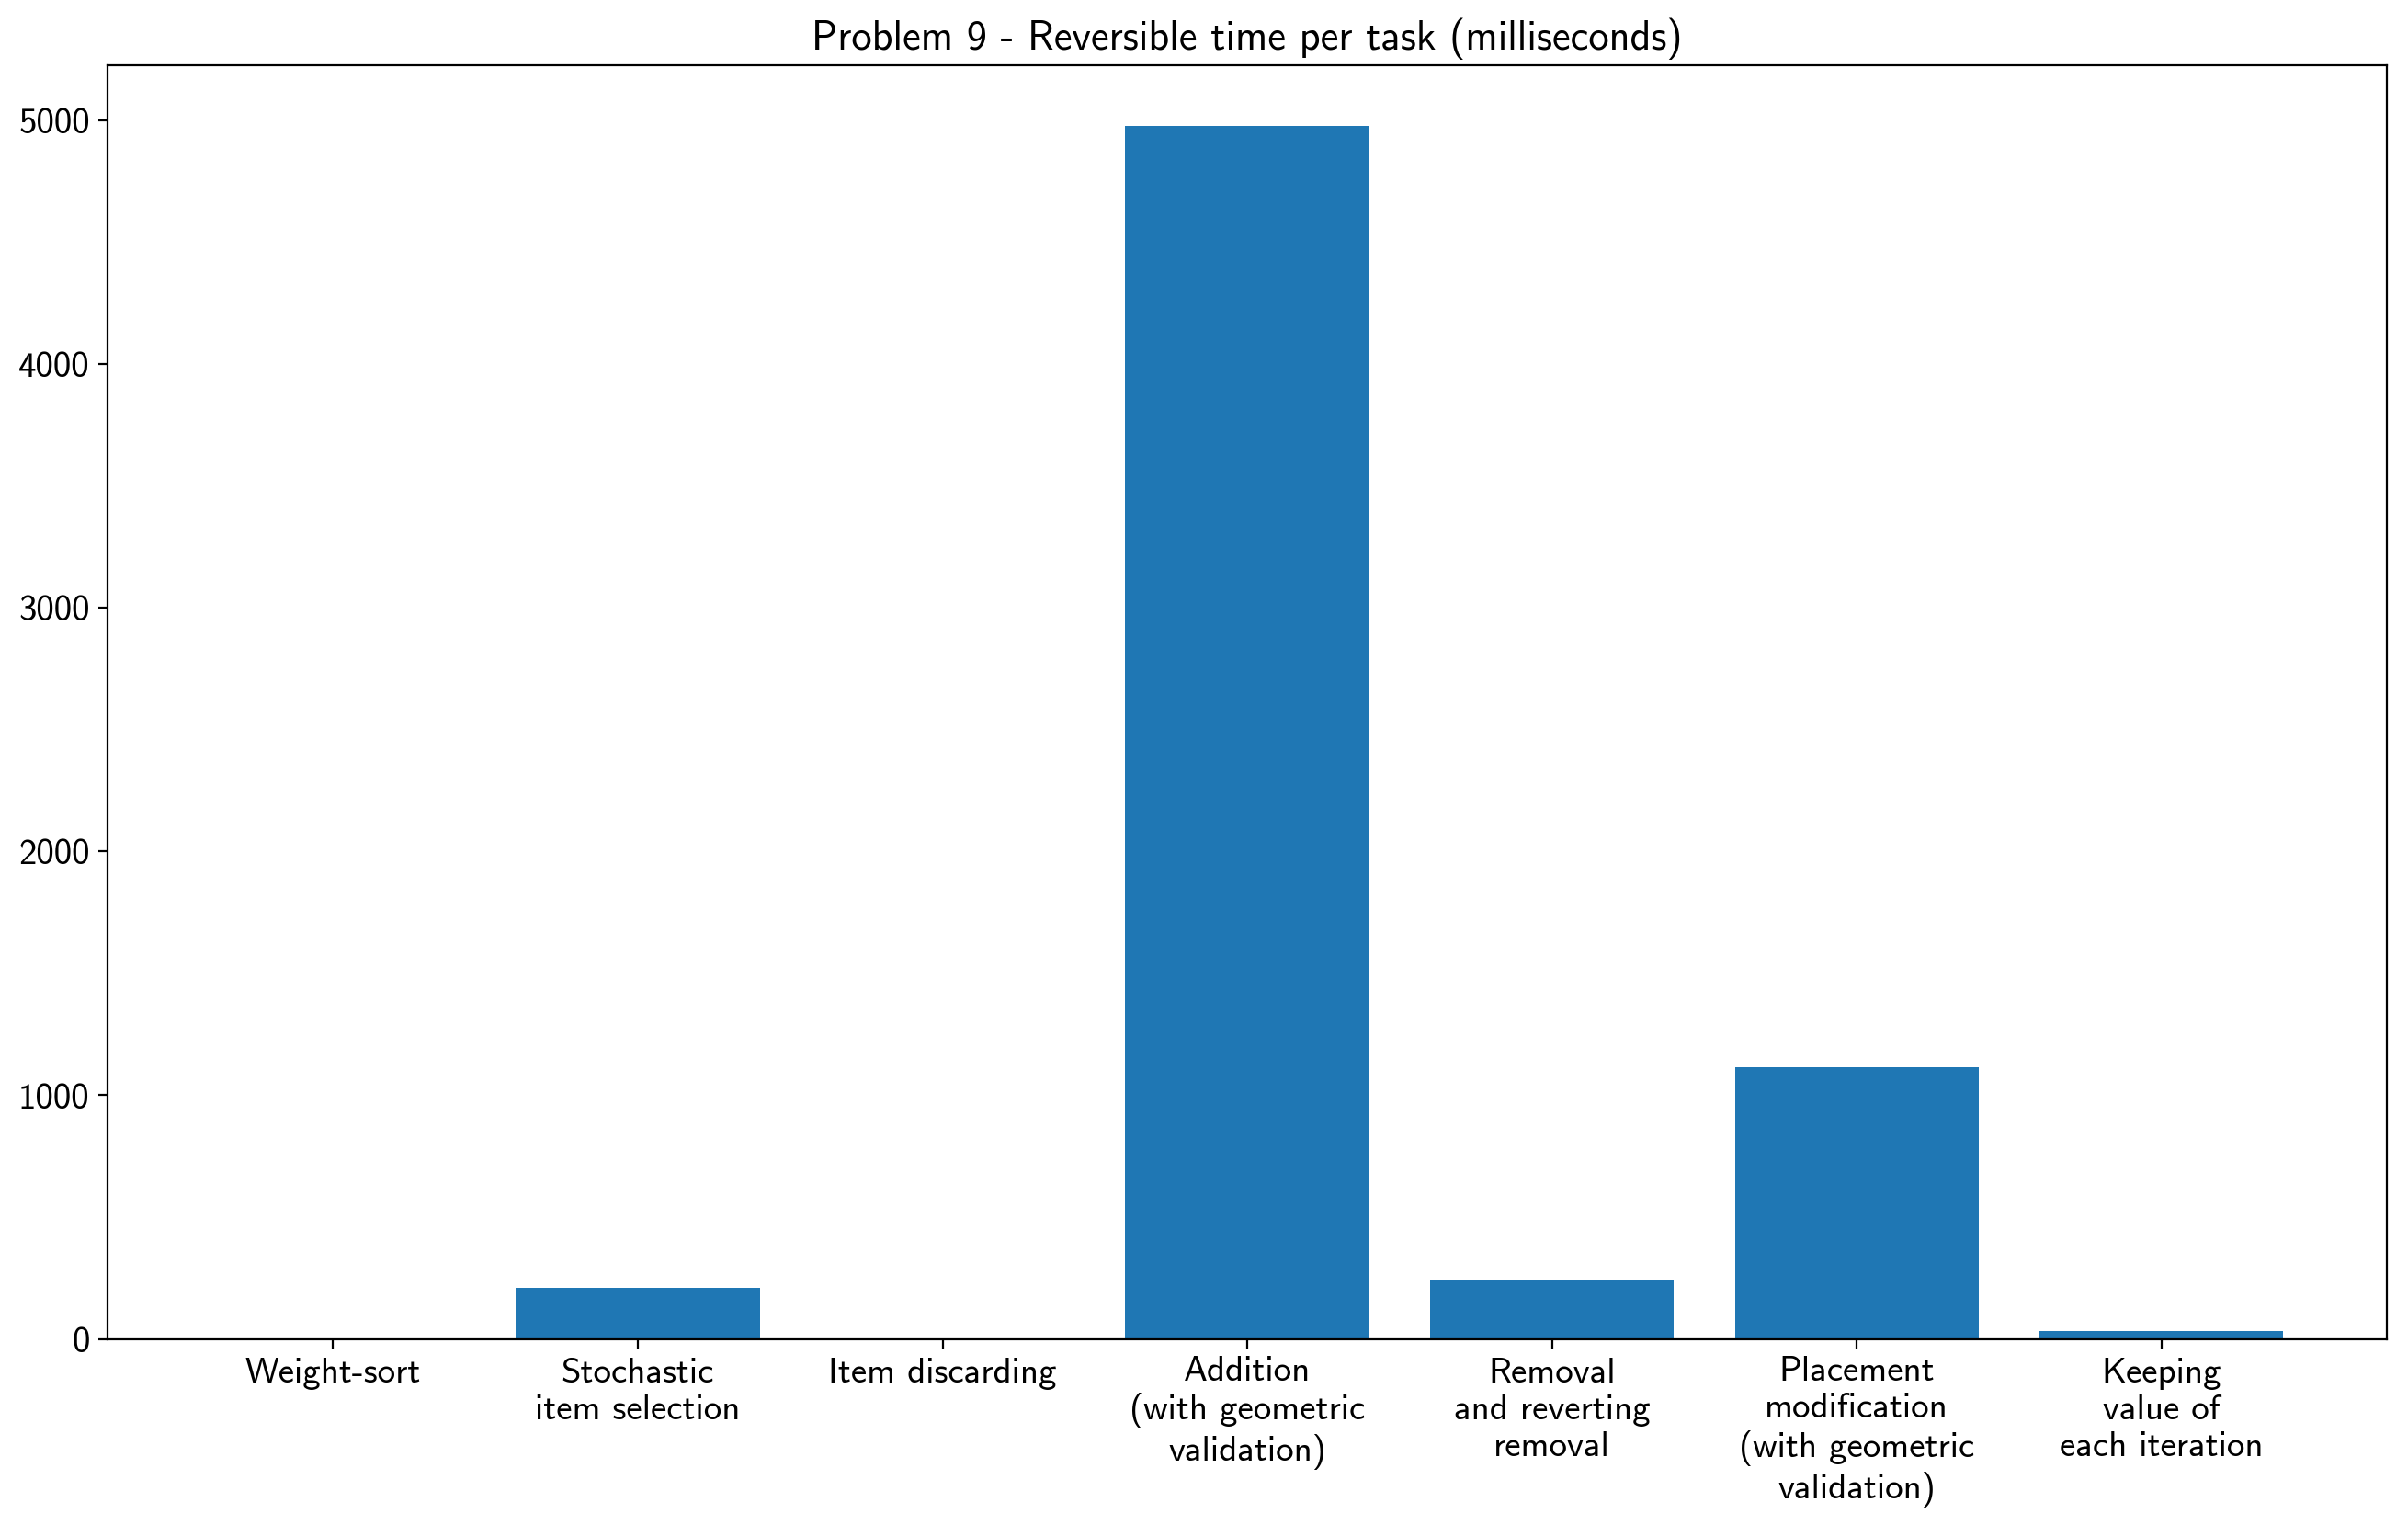 Problem 9 - Reversible time per task (milliseconds)
5000
4000
3000
2000
1000
0
Weight-sort
Stochastic
item selection
Item discarding
Addition
(with geometric
validation)
Removal
and reverting
removal
Placement
modification
(with geometric
validation)
Keeping
value of
each iteration